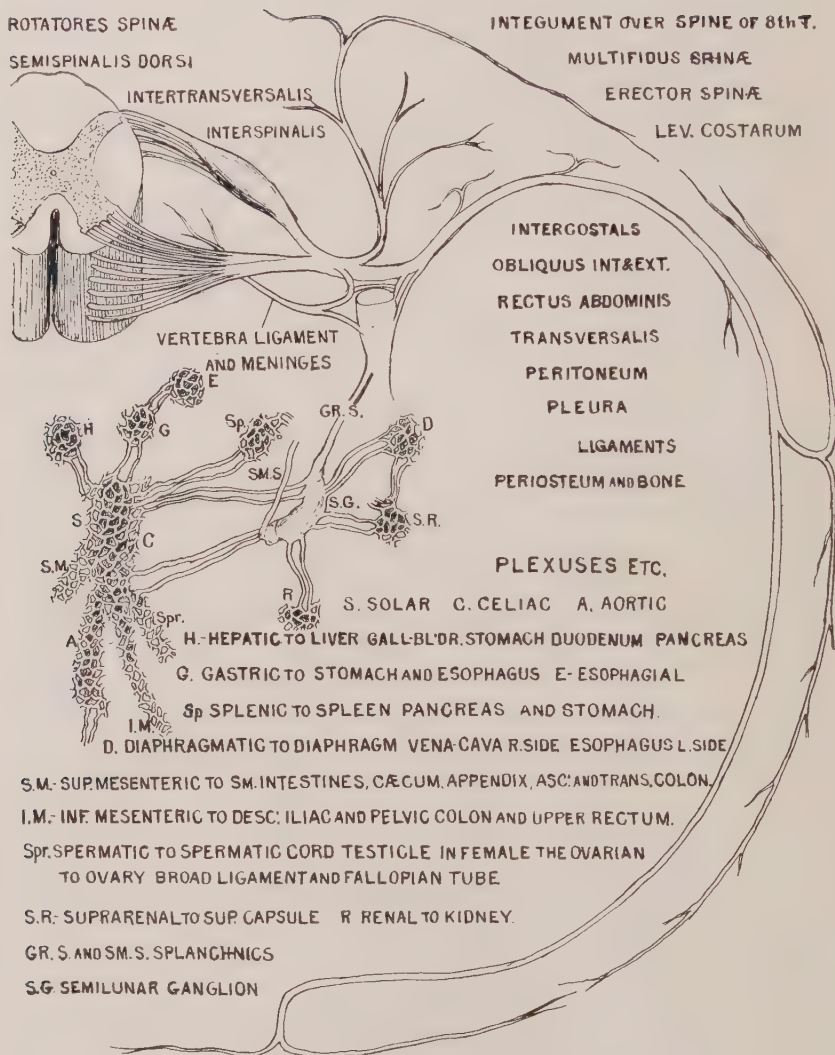 ROTATORES SPINÆ
SEMISPINALIS DORSI
INTERTRANSVERSALIS
INTERSPINALIS
INTEGUMENT OVER SPINE OF 8th T.
MULTIFIDUS SPINÆ
ERECTOR SPINÆ
LEV. COSTARUM
INTERCOSTALS
OBLIQUUS INT&EXT.
RECTUS ABDOMINIS
TRANSVERSALIS
PERITONEUM
PLEURA
LIGAMENTS
PERIOSTEUM AND BONE
VERTEBRA LIGAMENT
AND MENINGES
E
H
G
Sp.
GR. S.
D
SM.S
S
S.G.
S.R.
C
S.M.
R
Spr.
A
I.M.
PLEXUSES ETC,
S. SOLAR C. CELIAC A. AORTIC
H.-HEPATIC TO LIVER GALL-BL'DR. STOMACH DUODENUM PANCREAS
G. GASTRIC TO STOMACH AND ESOPHAGUS E- ESOPHAGIAL
Sp SPLENIC TO SPLEEN PANCREAS AND STOMACH.
D. DIAPHRAGMATIC TO DIAPHRAGM VENA-CAVA R.SIDE ESOPHAGUS L.SIDE
S.M.- SUP. MESENTERIC TO SM. INTESTINES, CÆCUM, APPENDIX, ASC: AND TRANS. COLON.
I.M.- INF. MESENTERIC TO DESC: ILIAC AND PELVIC COLON AND UPPER RECTUM.
Spr. SPERMATIC TO SPERMATIC CORD TESTICLE IN FEMALE THE OVARIAN
TO OVARY BROAD LIGAMENT AND FALLOPIAN TUBE
S.R.- SUPRARENAL TO SUP. CAPSULE R RENAL TO KIDNEY.
GR. S. AND SM. S. SPLANCHNICS
S.G. SEMILUNAR GANGLION